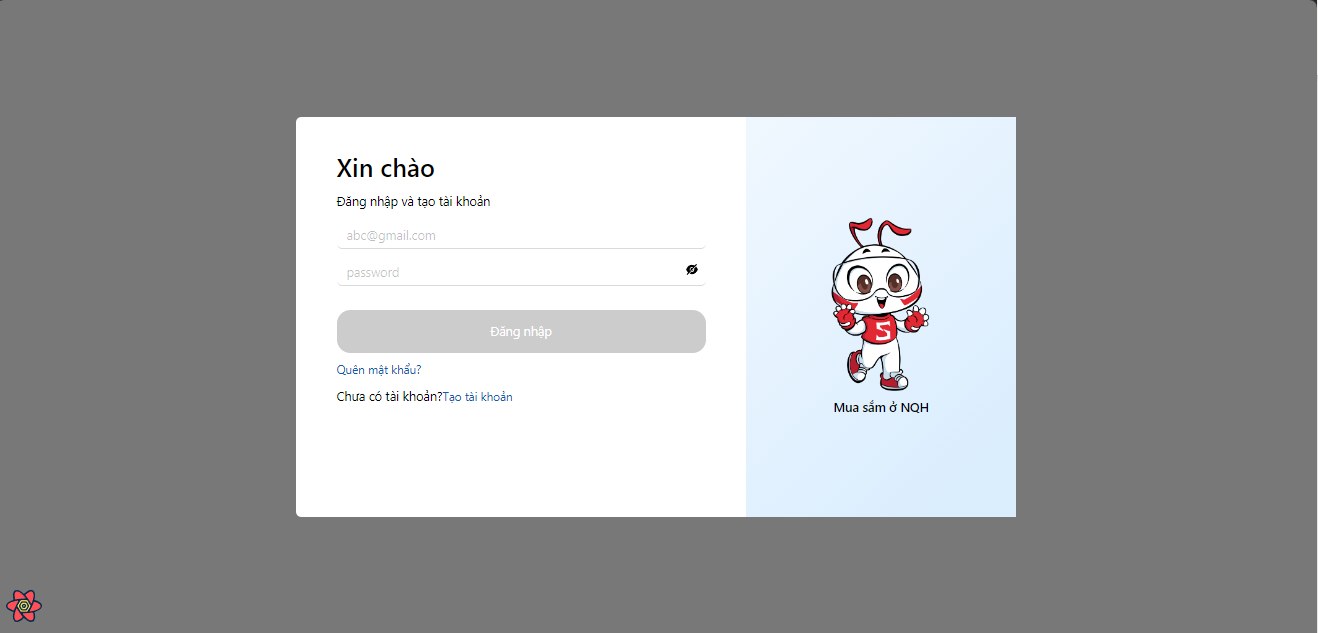 Xin chào
Đăng nhập và tạo tài khoản
abc@gmail.com
password
Đăng nhập
Quên mật khẩu?
Chưa có tài khoản?Tạo tài khoản
S
Mua sắm ở NQH